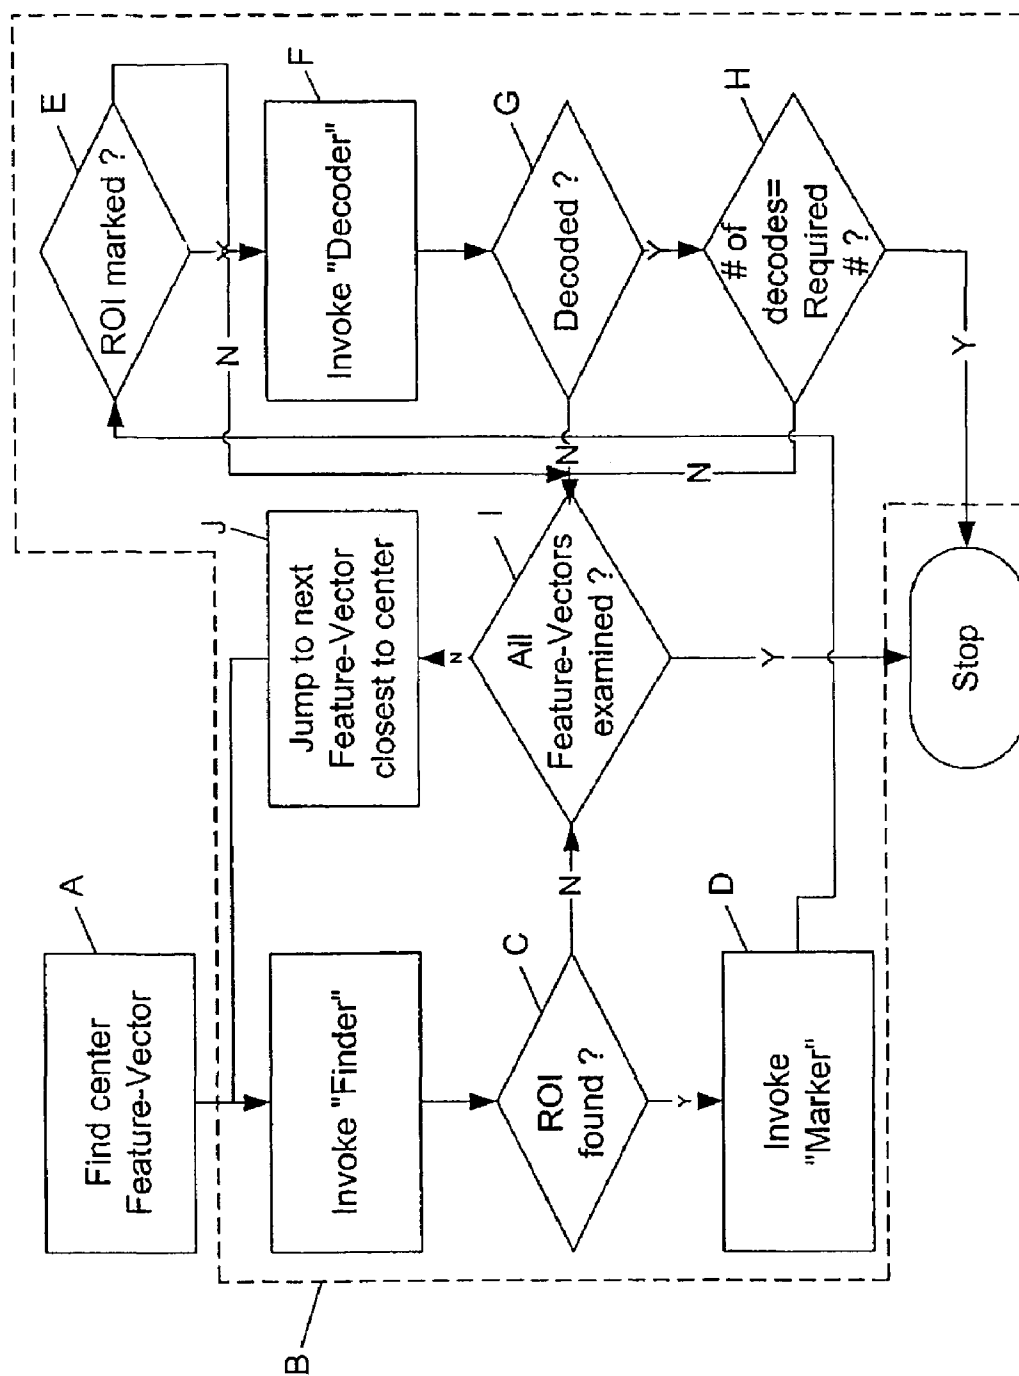 A
Find center
Feature-Vector
B
Invoke "Finder"
C
ROI
found ?
N
Y
D
Invoke
"Marker"
J
Jump to next
Feature-Vector
closest to center
N
I
All
Feature-Vectors
examined ?
Y
Stop
E
ROI marked ?
N
Y
F
Invoke "Decoder"
G
Decoded ?
N
Y
H
# of
decodes=
Required
# ?
N
Y